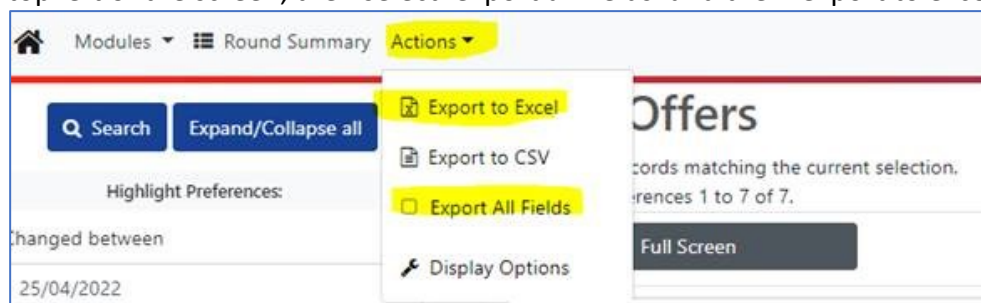 Modules Round Summary Actions
Search Expand/Collapse all
Export to Excel
Offers
Export to CSV
cords matching the current selection.
Highlight Preferences:
Export All Fields
rences 1 to 7 of 7.
Changed between
Full Screen
Display Options
25/04/2022